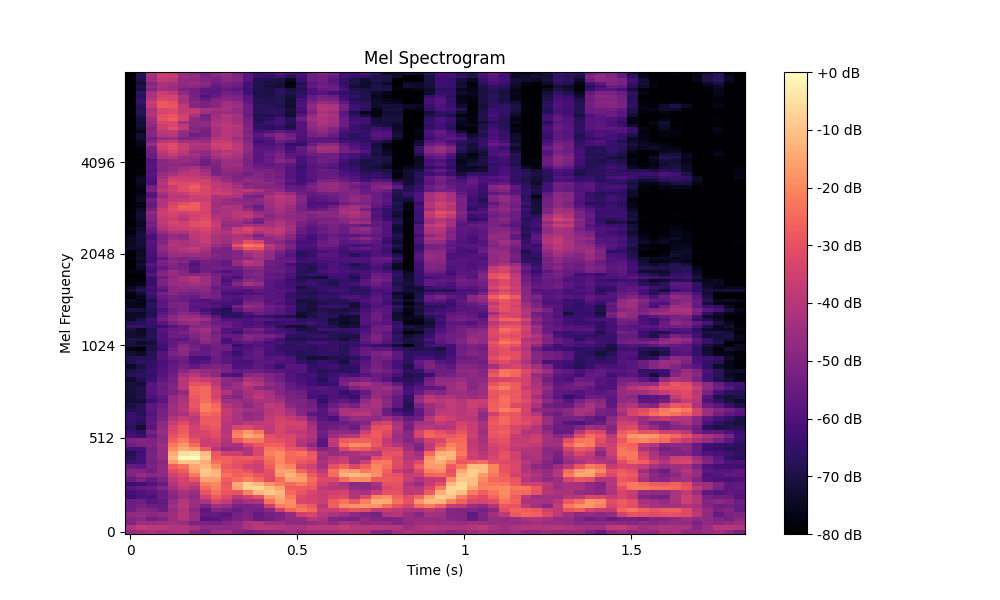 Mel Spectrogram
+0 dB
-10 dB
-20 dB
-30 dB
-40 dB
-50 dB
-60 dB
-70 dB
-80 dB
Mel Frequency
4096
2048
1024
512
0
0 0.5 1 1.5
Time (s)